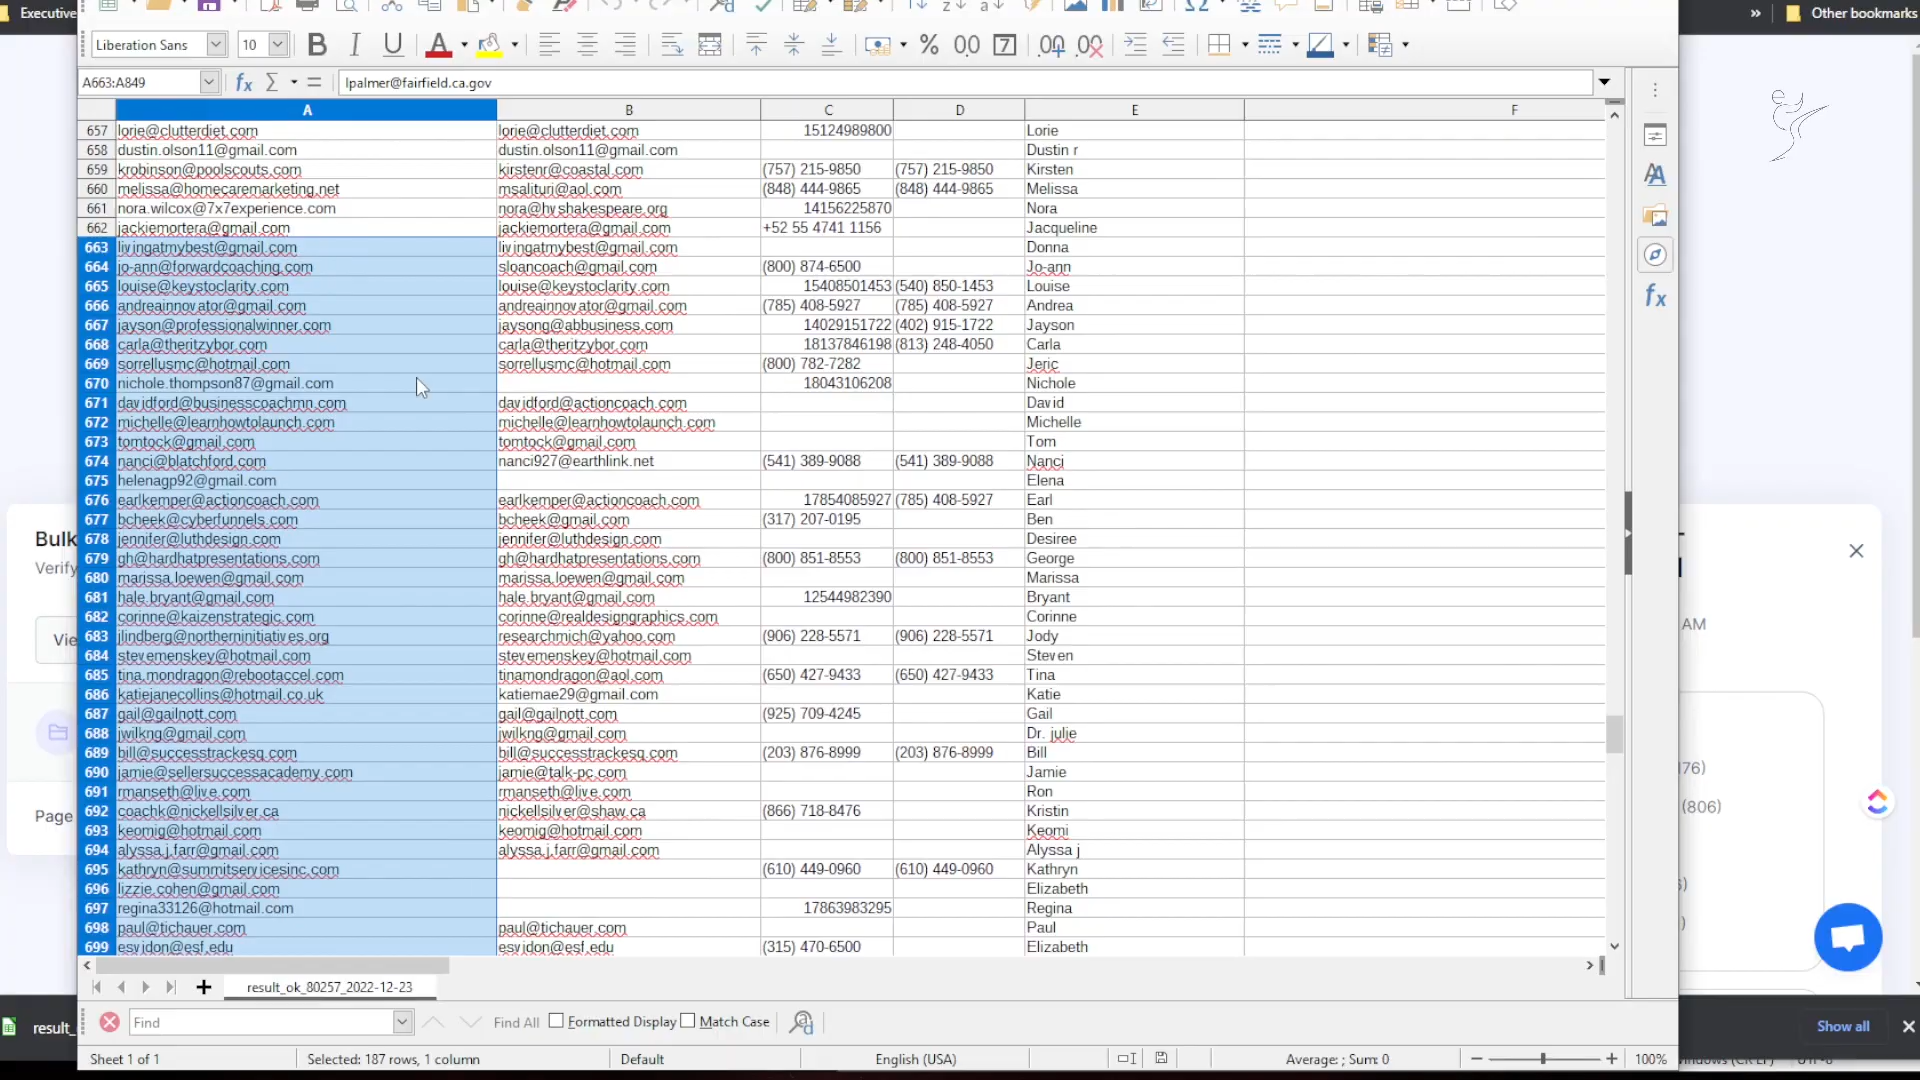 Executive
Other bookmarks
Liberation Sans
10
A663:A849
lpalmer@fairfield.ca.gov
A B C D E F
657 lorie@clutterdiet.com lorie@clutterdiet.com 15124989800 Lorie
658 dustin.olson11@gmail.com dustin.olson11@gmail.com Dustin r
659 krobinson@poolscouts.com kirstenr@coastal.com (757) 215-9850 (757) 215-9850 Kirsten
660 melissa@homecaremarketing.net msalituri@aol.com (848) 444-9865 (848) 444-9865 Melissa
661 nora.wilcox@7x7experience.com nora@hvshakespeare.org 14156225870 Nora
662 jackiemortera@gmail.com jackiemortera@gmail.com +52 55 4741 1156 Jacqueline
663 livingatmybest@gmail.com livingatmybest@gmail.com Donna
664 jo-ann@forwardcoaching.com sloancoach@gmail.com (800) 874-6500 Jo-ann
665 louise@keystoclarity.com louise@keystoclarity.com 15408501453 (540) 850-1453 Louise
666 andreainnovator@gmail.com andreainnovator@gmail.com (785) 408-5927 (785) 408-5927 Andrea
667 jayson@professionalwinner.com jaysong@abbusiness.com 14029151722 (402) 915-1722 Jayson
668 carla@theritzybor.com carla@theritzybor.com 18137846198 (813) 248-4050 Carla
669 sorrellusmc@hotmail.com sorrellusmc@hotmail.com (800) 782-7282 Jeric
670 nichole.thompson87@gmail.com 18043106208 Nichole
671 davidford@businesscoachmn.com davidford@actioncoach.com David
672 michelle@learnhowtolaunch.com michelle@learnhowtolaunch.com Michelle
673 tomtock@gmail.com tomtock@gmail.com Tom
674 nanci@blatchford.com nanci927@earthlink.net (541) 389-9088 (541) 389-9088 Nanci
675 helenagp92@gmail.com Elena
676 earlkemper@actioncoach.com earlkemper@actioncoach.com 17854085927 (785) 408-5927 Earl
677 bcheek@cyberfunnels.com bcheek@gmail.com (317) 207-0195 Ben
678 jennifer@luthdesign.com jennifer@luthdesign.com Desiree
679 gh@hardhatpresentations.com gh@hardhatpresentations.com (800) 851-8553 (800) 851-8553 George
680 marissa.loewen@gmail.com marissa.loewen@gmail.com Marissa
681 hale.bryant@gmail.com hale.bryant@gmail.com 12544982390 Bryant
682 corinne@kaizenstrategic.com corinne@realdesigngraphics.com Corinne
683 jlindberg@northerninitiatives.org researchmich@yahoo.com (906) 228-5571 (906) 228-5571 Jody
684 stevemenskey@hotmail.com stevemenskey@hotmail.com Steven
685 tina.mondragon@rebootaccel.com tinamondragon@aol.com (650) 427-9433 (650) 427-9433 Tina
686 katiejanecollins@hotmail.co.uk katiemae29@gmail.com Katie
687 gail@gailnott.com gail@gailnott.com (925) 709-4245 Gail
688 jwilkng@gmail.com jwilkng@gmail.com Dr. julie
689 bill@successtrackesq.com bill@successtrackesq.com (203) 876-8999 (203) 876-8999 Bill
690 jamie@sellersuccessacademy.com jamie@talk-pc.com Jamie
691 rmanseth@live.com rmanseth@live.com Ron
692 coachk@nickellsilver.ca nickellsilver@shaw.ca (866) 718-8476 Kristin
693 keomig@hotmail.com keomig@hotmail.com Keomi
694 alyssa.j.farr@gmail.com alyssa.j.farr@gmail.com Alyssa j
695 kathryn@summitservicesinc.com (610) 449-0960 (610) 449-0960 Kathryn
696 lizzie.cohen@gmail.com Elizabeth
697 regina33126@hotmail.com 17863983295 Regina
698 paul@tichauer.com paul@tichauer.com Paul
699 esvidon@esf.edu esvidon@esf.edu (315) 470-6500 Elizabeth
Bulk
Verify
Vie
Page
AM
176)
(806)
result_ok_80257_2022-12-23
result_
Find
Find All
Formatted Display
Match Case
Show all
Sheet 1 of 1
Selected: 187 rows, 1 column
Default
English (USA)
Average: ; Sum: 0
100%